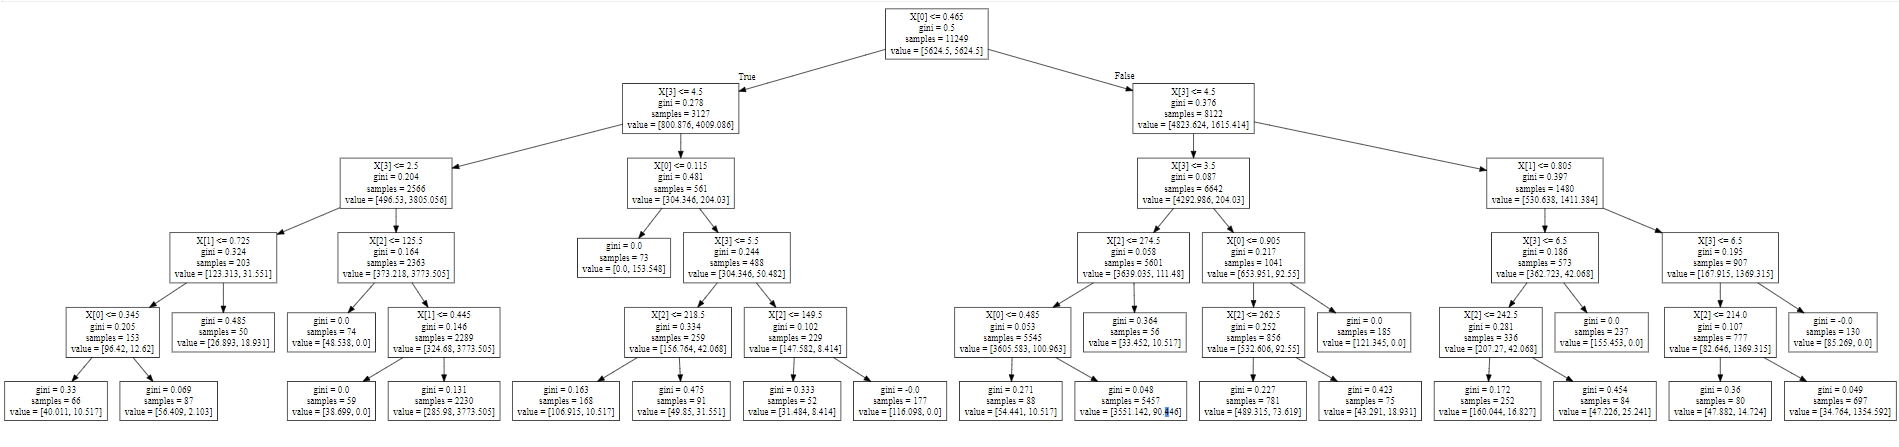 X[0] <= 0.465
gini = 0.5
samples = 11249
value = [5624.5, 5624.5]
True
False
X[3] <= 4.5
gini = 0.278
samples = 3127
value = [800.876, 4009.086]
X[3] <= 4.5
gini = 0.376
samples = 8122
value = [4823.624, 1615.414]
X[3] <= 2.5
gini = 0.204
samples = 2566
value = [496.53, 3805.056]
X[0] <= 0.115
gini = 0.481
samples = 561
value = [304.346, 204.03]
X[3] <= 3.5
gini = 0.087
samples = 6642
value = [4292.986, 204.03]
X[1] <= 0.805
gini = 0.397
samples = 1480
value = [530.638, 1411.384]
X[1] <= 0.725
gini = 0.324
samples = 203
value = [123.313, 31.551]
X[2] <= 125.5
gini = 0.164
samples = 2363
value = [373.218, 3773.505]
gini = 0.0
samples = 73
value = [0.0, 153.548]
X[3] <= 5.5
gini = 0.244
samples = 488
value = [304.346, 50.482]
X[2] <= 274.5
gini = 0.058
samples = 5601
value = [3639.035, 111.48]
X[0] <= 0.905
gini = 0.217
samples = 1041
value = [653.951, 92.55]
X[3] <= 6.5
gini = 0.186
samples = 573
value = [362.723, 42.068]
X[3] <= 6.5
gini = 0.195
samples = 907
value = [167.915, 1369.315]
X[0] <= 0.345
gini = 0.205
samples = 153
value = [96.42, 12.62]
gini = 0.485
samples = 50
value = [26.893, 18.931]
gini = 0.0
samples = 74
value = [48.538, 0.0]
X[1] <= 0.445
gini = 0.146
samples = 2289
value = [324.68, 3773.505]
X[2] <= 218.5
gini = 0.334
samples = 259
value = [156.764, 42.068]
X[2] <= 149.5
gini = 0.102
samples = 229
value = [147.582, 8.414]
X[0] <= 0.485
gini = 0.053
samples = 5545
value = [3605.583, 100.963]
gini = 0.364
samples = 56
value = [33.452, 10.517]
X[2] <= 262.5
gini = 0.252
samples = 856
value = [532.606, 92.55]
gini = 0.0
samples = 185
value = [121.345, 0.0]
X[2] <= 242.5
gini = 0.281
samples = 336
value = [207.27, 42.068]
gini = 0.0
samples = 237
value = [155.453, 0.0]
X[2] <= 214.0
gini = 0.107
samples = 777
value = [82.646, 1369.315]
gini = -0.0
samples = 130
value = [85.269, 0.0]
gini = 0.33
samples = 66
value = [40.011, 10.517]
gini = 0.069
samples = 87
value = [56.409, 2.103]
gini = 0.0
samples = 59
value = [38.699, 0.0]
gini = 0.131
samples = 2230
value = [285.98, 3773.505]
gini = 0.163
samples = 168
value = [106.915, 10.517]
gini = 0.475
samples = 91
value = [49.85, 31.551]
gini = 0.333
samples = 52
value = [31.484, 8.414]
gini = -0.0
samples = 177
value = [116.098, 0.0]
gini = 0.271
samples = 88
value = [54.441, 10.517]
gini = 0.048
samples = 5457
value = [3551.142, 90.446]
gini = 0.227
samples = 781
value = [489.315, 73.619]
gini = 0.423
samples = 75
value = [43.291, 18.931]
gini = 0.172
samples = 252
value = [160.044, 16.827]
gini = 0.454
samples = 84
value = [47.226, 25.241]
gini = 0.36
samples = 80
value = [47.882, 14.724]
gini = 0.049
samples = 697
value = [34.764, 1354.592]